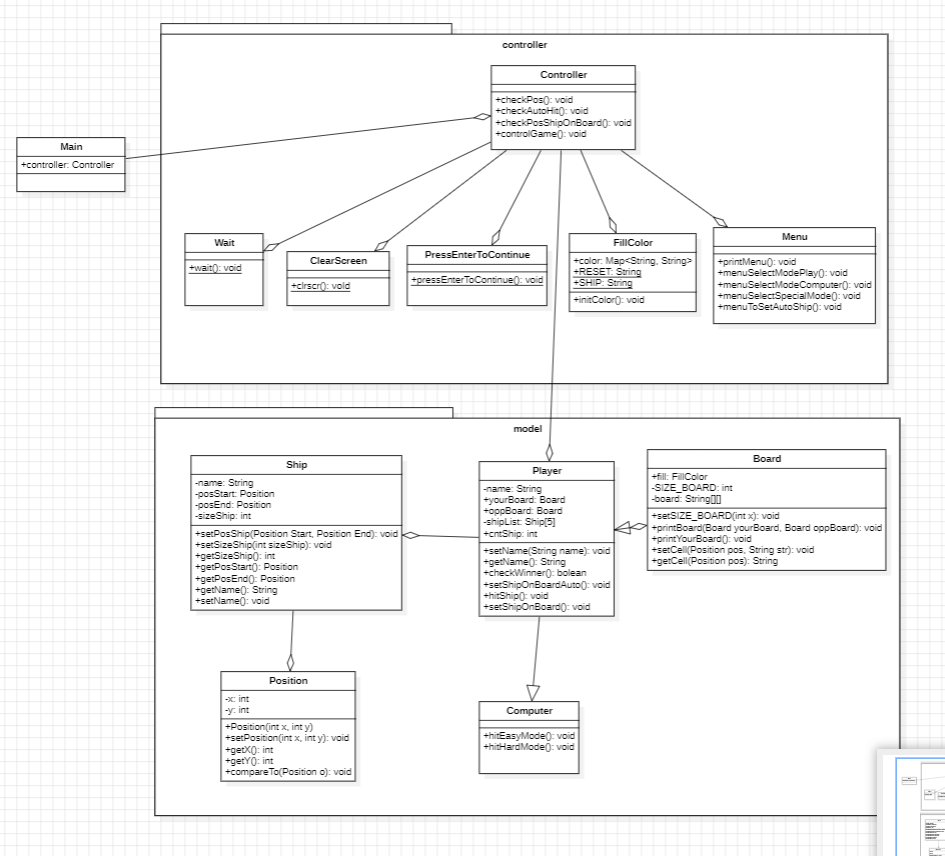 controller
Controller
+checkPos(): void
+checkAutoHit(): void
+checkPosShipOnBoard(): void
+controlGame(): void
Main
+controller: Controller
Wait
+wait(): void
ClearScreen
+clrscr(): void
PressEnterToContinue
+pressEnterToContinue(): void
FillColor
+color: Map<String, String>
+RESET: String
+SHIP: String
+initColor(): void
Menu
+printMenu(): void
+menuSelectModePlay(): void
+menuSelectModeComputer(): void
+menuSelectSpecialMode(): void
+menuToSetAutoShip(): void
model
Ship
-name: String
-posStart: Position
-posEnd: Position
-sizeShip: int
+setPosShip(Position Start, Position End): void
+setSizeShip(int sizeShip): void
+getSizeShip(): int
+getPosStart(): Position
+getPosEnd(): Position
+getName(): String
+setName(): void
Player
-name: String
+yourBoard: Board
+oppBoard: Board
-shipList: Ship[5]
+cntShip: int
+setName(String name): void
+getName(): String
+checkWinner(): bolean
+setShipOnBoardAuto(): void
+hitShip(): void
+setShipOnBoard(): void
Board
+fill: FillColor
-SIZE_BOARD: int
-board: String[][]
+setSIZE_BOARD(int x): void
+printBoard(Board yourBoard, Board oppBoard): void
+printYourBoard(): void
+setCell(Position pos, String str): void
+getCell(Position pos): String
Position
-x: int
-y: int
+Position(int x, int y)
+setPosition(int x, int y): void
+getX(): int
+getY(): int
+compareTo(Position o): void
Computer
+hitEasyMode(): void
+hitHardMode(): void